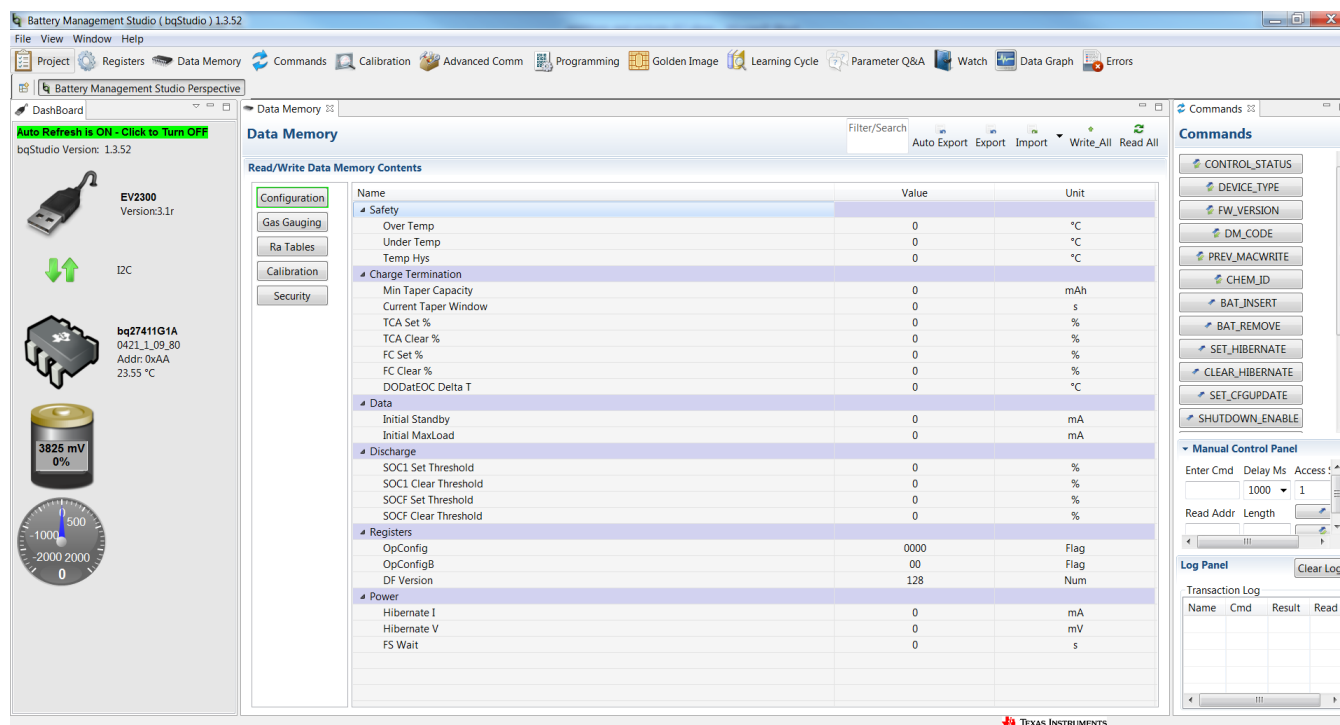 Battery Management Studio ( bqStudio ) 1.3.52
File View Window Help
Project Registers Data Memory Commands Calibration Advanced Comm Programming Golden Image Learning Cycle Parameter Q&A Watch Data Graph Errors
Battery Management Studio Perspective
DashBoard
Auto Refresh is ON - Click to Turn OFF
bqStudio Version: 1.3.52
EV2300
Version:3.1r
I2C
bq27411G1A
0421_1_09_80
Addr: 0xAA
23.55 °C
3825 mV
0%
0
500
-1000
-2000 2000
0
Data Memory
Data Memory
Filter/Search
Auto Export Export Import Write_All Read All
Read/Write Data Memory Contents
Configuration
Gas Gauging
Ra Tables
Calibration
Security
Name Value Unit
Safety
Over Temp 0 °C
Under Temp 0 °C
Temp Hys 0 °C
Charge Termination
Min Taper Capacity 0 mAh
Current Taper Window 0 s
TCA Set % 0 %
TCA Clear % 0 %
FC Set % 0 %
FC Clear % 0 %
DODatEOC Delta T 0 °C
Data
Initial Standby 0 mA
Initial MaxLoad 0 mA
Discharge
SOC1 Set Threshold 0 %
SOC1 Clear Threshold 0 %
SOCF Set Threshold 0 %
SOCF Clear Threshold 0 %
Registers
OpConfig 0000 Flag
OpConfigB 00 Flag
DF Version 128 Num
Power
Hibernate I 0 mA
Hibernate V 0 mV
FS Wait 0 s
Commands
Commands
CONTROL_STATUS
DEVICE_TYPE
FW_VERSION
DM_CODE
PREV_MACWRITE
CHEM_ID
BAT_INSERT
BAT_REMOVE
SET_HIBERNATE
CLEAR_HIBERNATE
SET_CFGUPDATE
SHUTDOWN_ENABLE
Manual Control Panel
Enter Cmd Delay Ms Access
1000 1
Read Addr Length
Log Panel Clear Log
Transaction Log
Name Cmd Result Read
TEXAS INSTRUMENTS